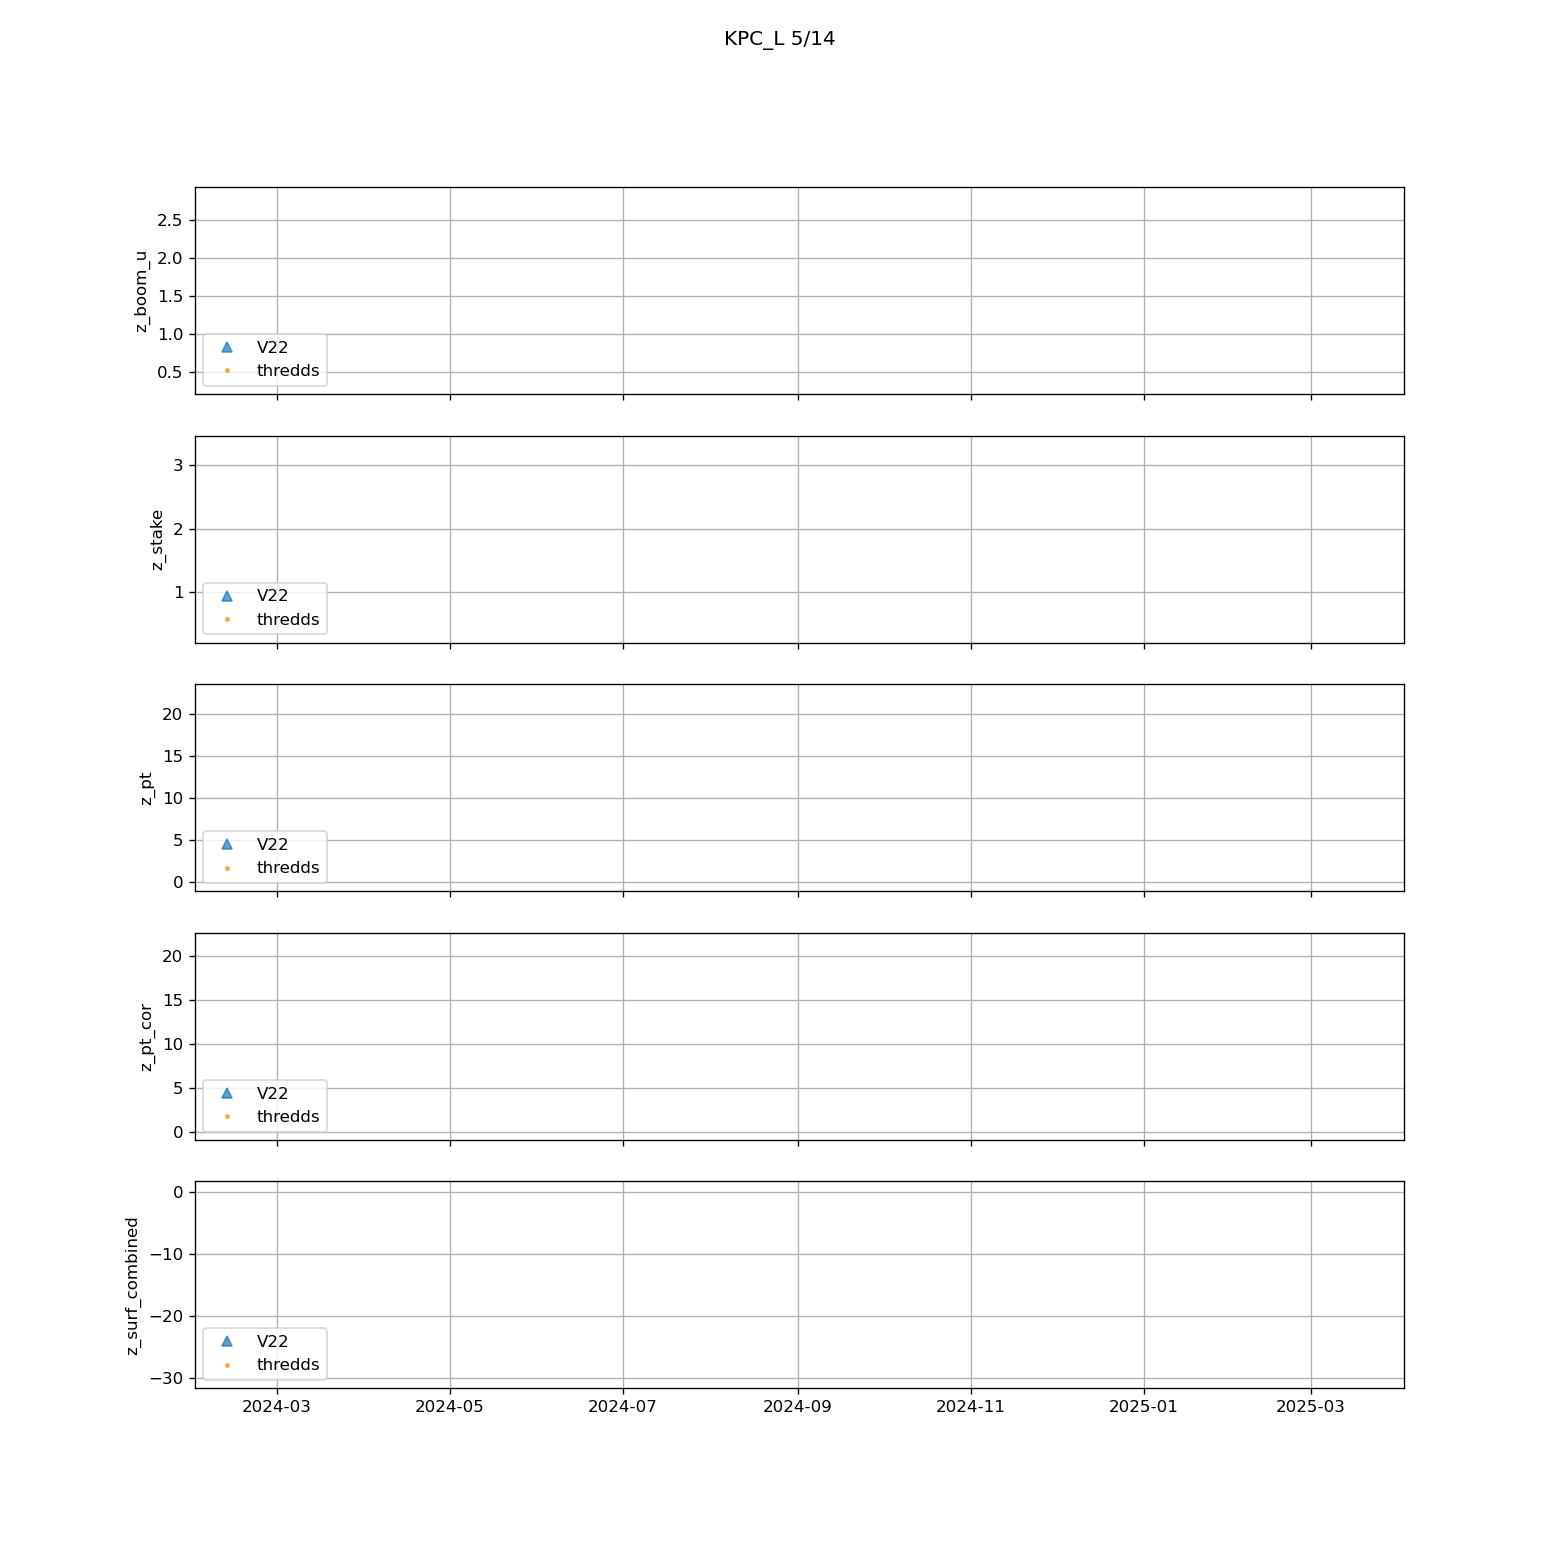 KPC_L 5/14
z_boom_u
2.5
2.0
1.5
1.0
0.5
V22
thredds
z_stake
3
2
1
V22
thredds
z_pt
20
15
10
5
0
V22
thredds
z_pt_cor
20
15
10
5
0
V22
thredds
z_surf_combined
0
−10
−20
−30
V22
thredds
2024-03 2024-05 2024-07 2024-09 2024-11 2025-01 2025-03